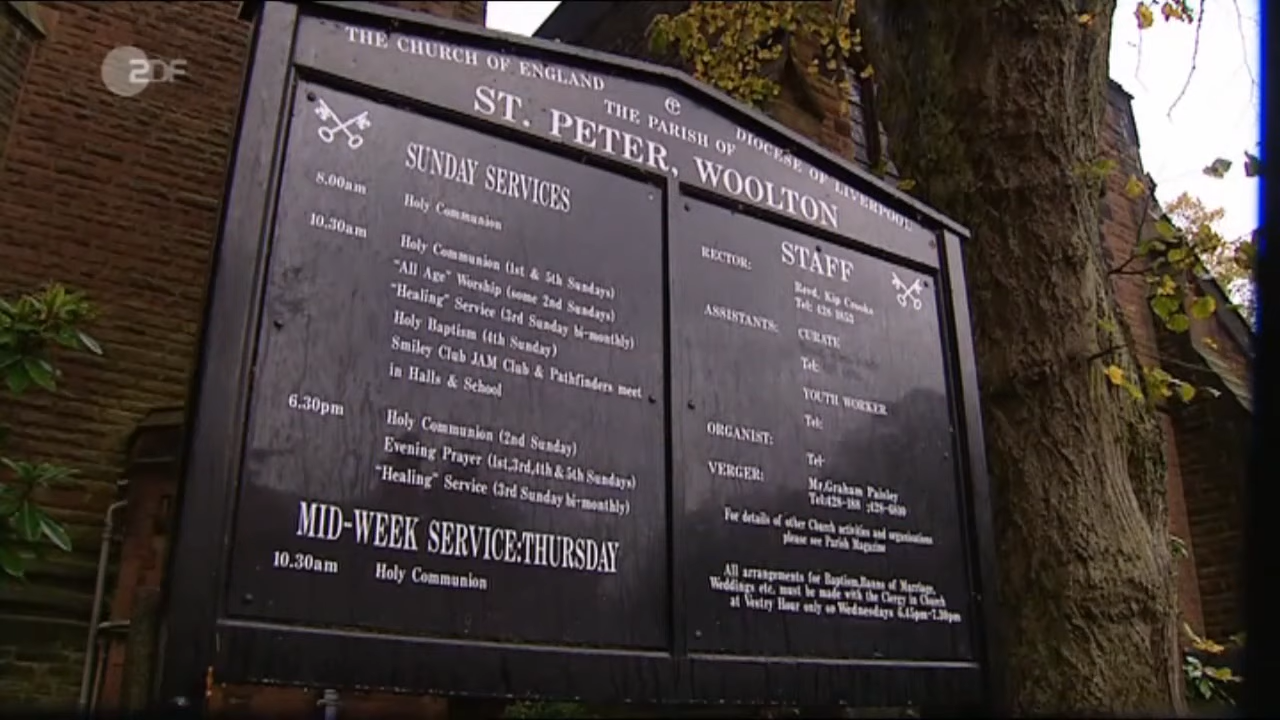 ZDF
THE CHURCH OF ENGLAND
DIOCESE OF LIVERPOOL
THE PARISH OF
ST. PETER, WOOLTON
SUNDAY SERVICES
8.00am Holy Communion
10.30am Holy Communion (1st & 5th Sundays)
"All Age" Worship (some 2nd Sundays)
"Healing" Service (3rd Sunday bi-monthly)
Holy Baptism (4th Sunday)
Smiley Club JAM Club & Pathfinders meet
in Halls & School
6.30pm Holy Communion (2nd Sunday)
Evening Prayer (1st,3rd,4th & 5th Sundays)
"Healing" Service (3rd Sunday bi-monthly)
MID-WEEK SERVICE:THURSDAY
10.30am Holy Communion
STAFF
RECTOR:
Revd. Kip Crooks
Tel: 428 1853
ASSISTANTS: CURATE
Tel:
YOUTH WORKER
Tel:
ORGANIST:
Tel:
VERGER:
Mr.Graham Paisley
For details of other Church activities and organisations
please see Parish Magazine
All arrangements for Baptism,Banns of Marriage,
Weddings etc. must be made with the Clergy in Church
at Vestry Hour only on Wednesdays 6.45pm-7.30pm